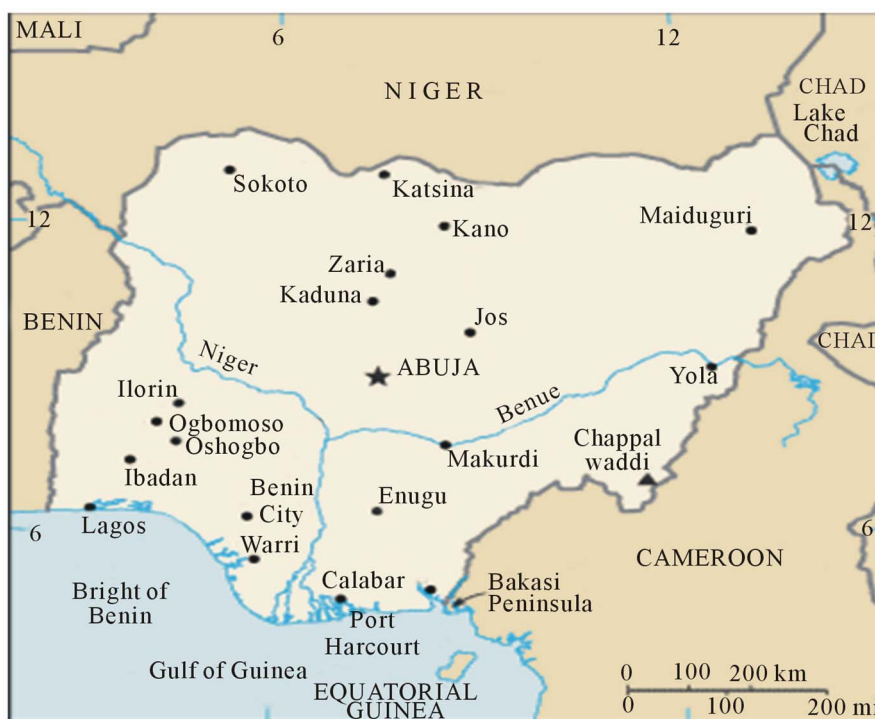 MALI
6
12
NIGER
CHAD
Lake
Chad
Sokoto
Katsina
12
Kano
Maiduguri
12
Zaria
Kaduna
BENIN
Jos
CHAD
Niger
ABUJA
Yola
Ilorin
Benue
Ogbomoso
Oshogbo
Makurdi
Chappal
waddi
Ibadan
Benin
City
Enugu
Lagos
6
6
Warri
CAMEROON
Bright of
Benin
Calabar
Bakasi
Peninsula
Port
Harcourt
Gulf of Guinea
EQUATORIAL
GUINEA
0 100 200 km
0 100 200 mi